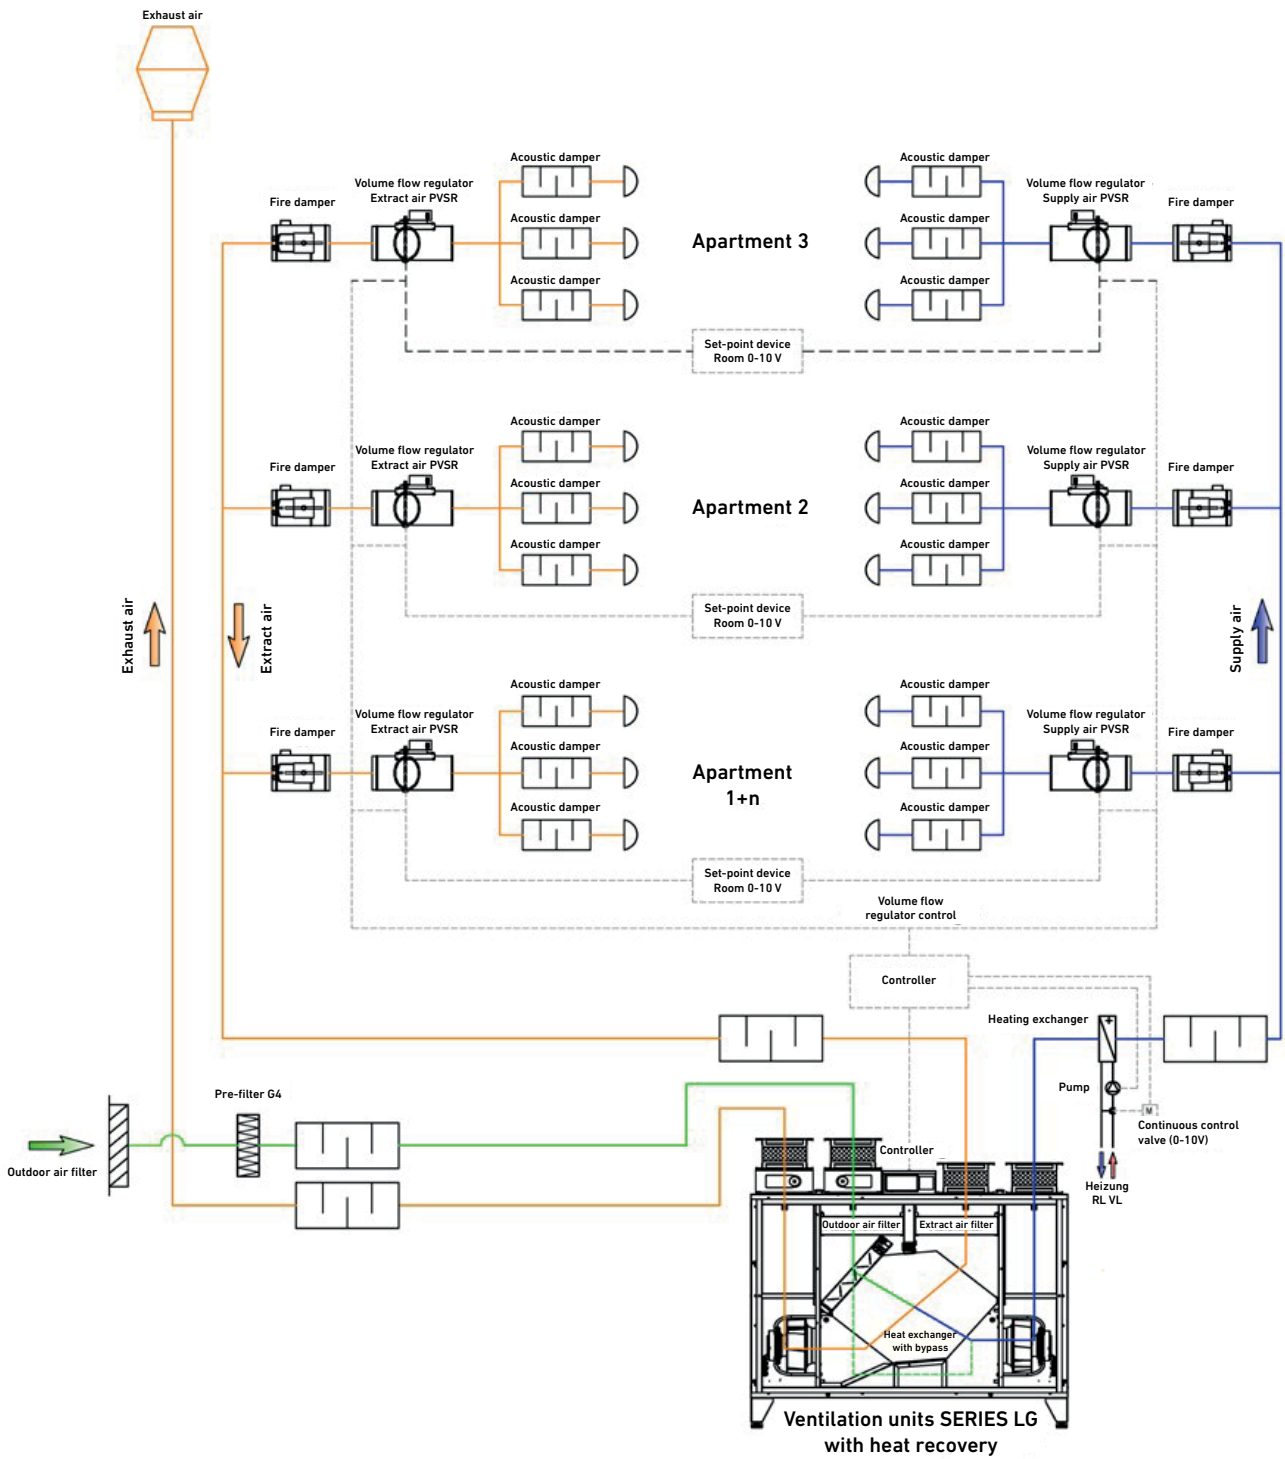 Exhaust air
Acoustic damper
Acoustic damper
Volume flow regulator
Extract air PVSR
Volume flow regulator
Supply air PVSR
Fire damper
Fire damper
Acoustic damper
Acoustic damper
Apartment 3
Acoustic damper
Acoustic damper
Set-point device
Room 0-10 V
Acoustic damper
Acoustic damper
Volume flow regulator
Extract air PVSR
Volume flow regulator
Supply air PVSR
Fire damper
Fire damper
Acoustic damper
Acoustic damper
Apartment 2
Acoustic damper
Acoustic damper
Set-point device
Room 0-10 V
Exhaust air
Extract air
Supply air
Acoustic damper
Acoustic damper
Volume flow regulator
Extract air PVSR
Volume flow regulator
Supply air PVSR
Fire damper
Fire damper
Acoustic damper
Acoustic damper
Apartment
1+n
Acoustic damper
Acoustic damper
Set-point device
Room 0-10 V
Volume flow
regulator control
Controller
Heating exchanger
+
Pump
M
Continuous control
valve (0-10V)
Heizung
RL VL
Pre-filter G4
Outdoor air filter
Controller
Outdoor air filter
Extract air filter
Heat exchanger
with bypass
Ventilation units SERIES LG
with heat recovery